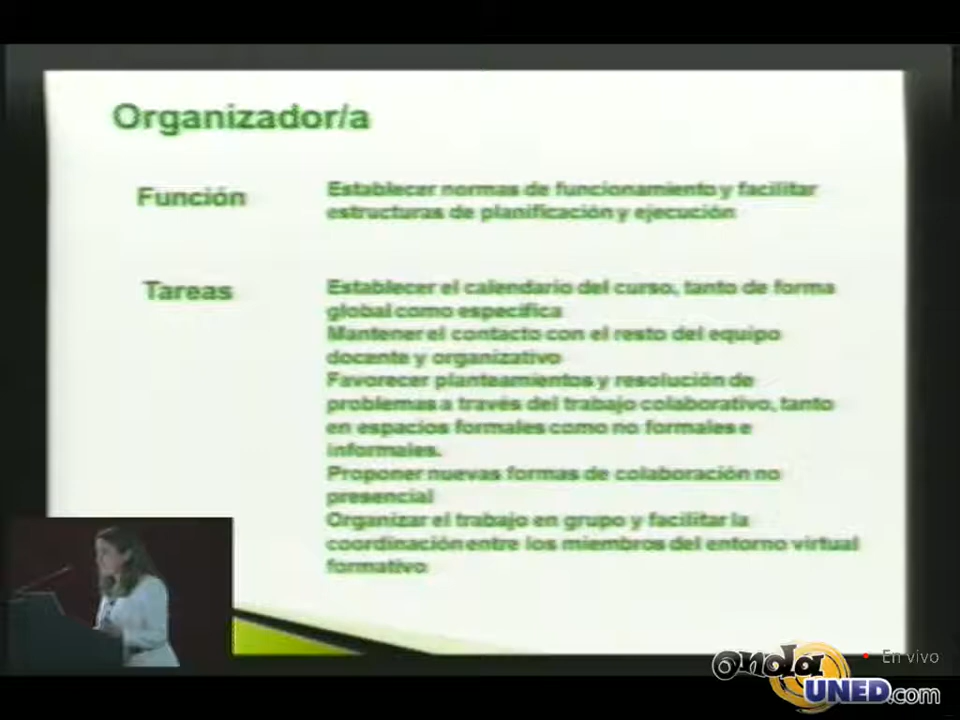 Organizador/a
Función
Establecer normas de funcionamiento y facilitar
estructuras de planificación y ejecución
Tareas
Establecer el calendario del curso, tanto de forma
global como específica
Mantener el contacto con el resto del equipo
docente y organizativo
Favorecer planteamientos y resolución de
problemas a través del trabajo colaborativo, tanto
en espacios formales como no formales e
informales.
Proponer nuevas formas de colaboración no
presencial
Organizar el trabajo en grupo y facilitar la
coordinación entre los miembros del entorno virtual
formativo
En vivo
onda
UNED.com